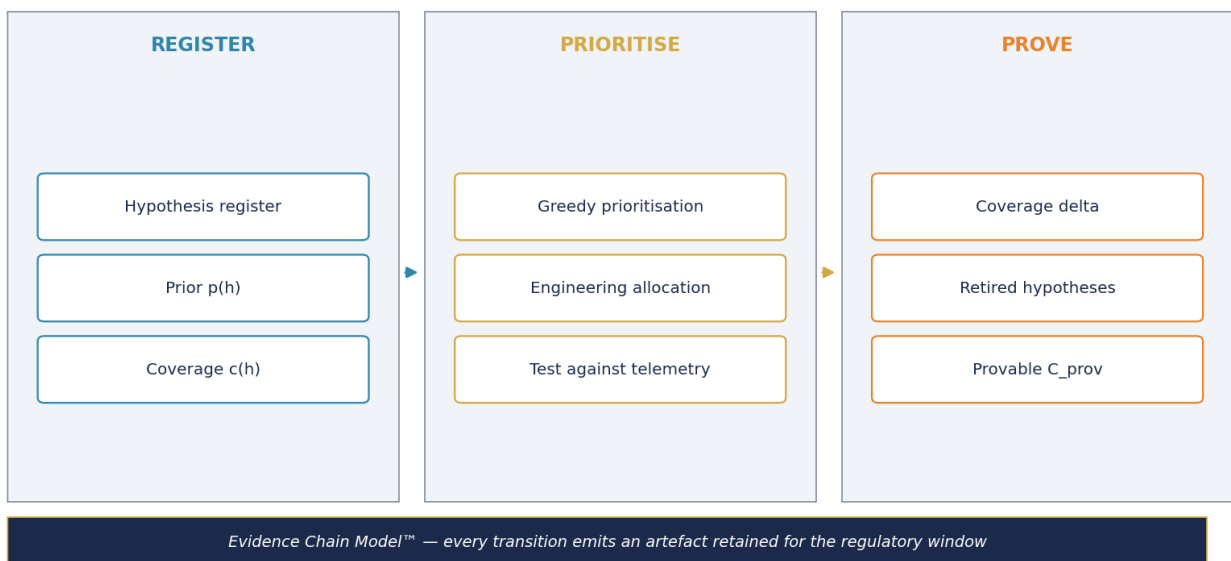 REGISTER
Hypothesis register
Prior p(h)
Coverage c(h)
PRIORITISE
Greedy prioritisation
Engineering allocation
Test against telemetry
PROVE
Coverage delta
Retired hypotheses
Provable C_prov
Evidence Chain Model™ — every transition emits an artefact retained for the regulatory window